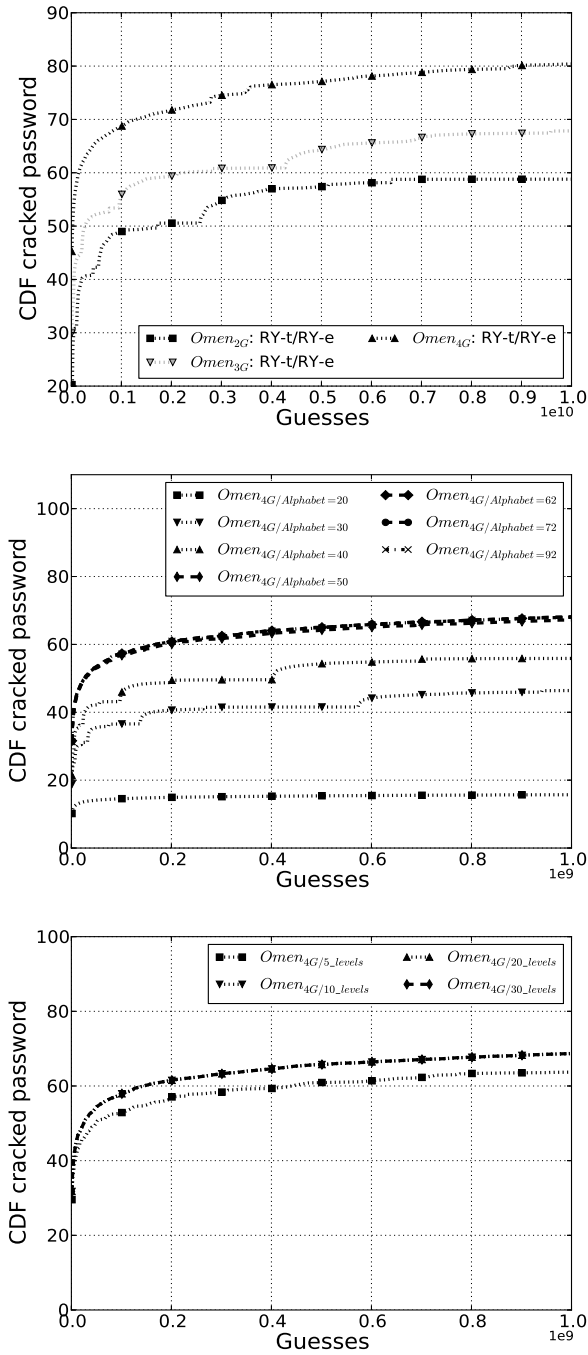 90
80
70
60
50
40
30
20
CDF cracked password
Omen2G: RY-t/RY-e
Omen3G: RY-t/RY-e
Omen4G: RY-t/RY-e
0.0 0.1 0.2 0.3 0.4 0.5 0.6 0.7 0.8 0.9 1.0
1e10
Guesses
100
80
60
40
20
0
CDF cracked password
Omen4G/Alphabet=20
Omen4G/Alphabet=30
Omen4G/Alphabet=40
Omen4G/Alphabet=50
Omen4G/Alphabet=62
Omen4G/Alphabet=72
Omen4G/Alphabet=92
0.0 0.2 0.4 0.6 0.8 1.0
1e9
Guesses
100
80
60
40
20
0
CDF cracked password
Omen4G/5_levels
Omen4G/10_levels
Omen4G/20_levels
Omen4G/30_levels
0.0 0.2 0.4 0.6 0.8 1.0
1e9
Guesses